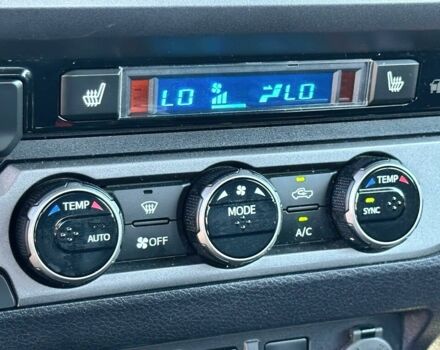 LO LO
TEMP TEMP
AUTO OFF MODE A/C SYNC